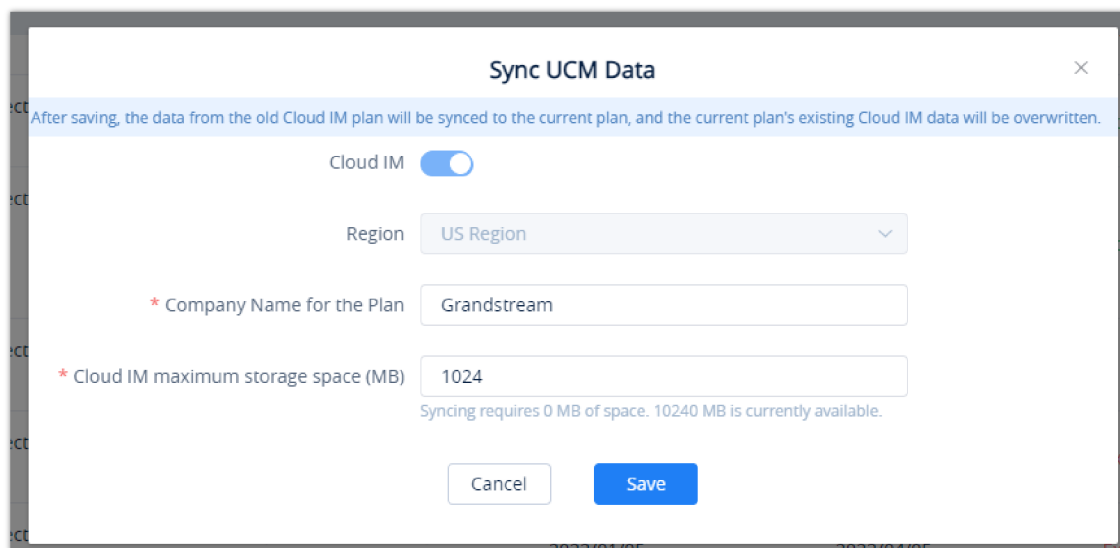 Sync UCM Data
After saving, the data from the old Cloud IM plan will be synced to the current plan, and the current plan's existing Cloud IM data will be overwritten.
Cloud IM
Region US Region
* Company Name for the Plan Grandstream
* Cloud IM maximum storage space (MB) 1024
Syncing requires 0 MB of space. 10240 MB is currently available.
Cancel Save